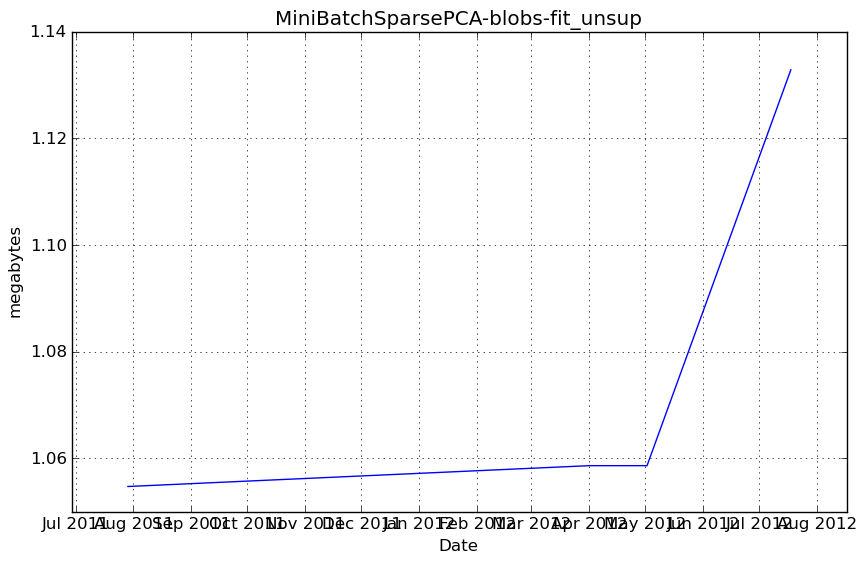 MiniBatchSparsePCA-blobs-fit_unsup
1.14
1.12
1.10
1.08
1.06
megabytes
Jul 2011 Aug 2011 Sep 2011 Oct 2011 Nov 2011 Dec 2011 Jan 2012 Feb 2012 Mar 2012 Apr 2012 May 2012 Jun 2012 Jul 2012 Aug 2012
Date